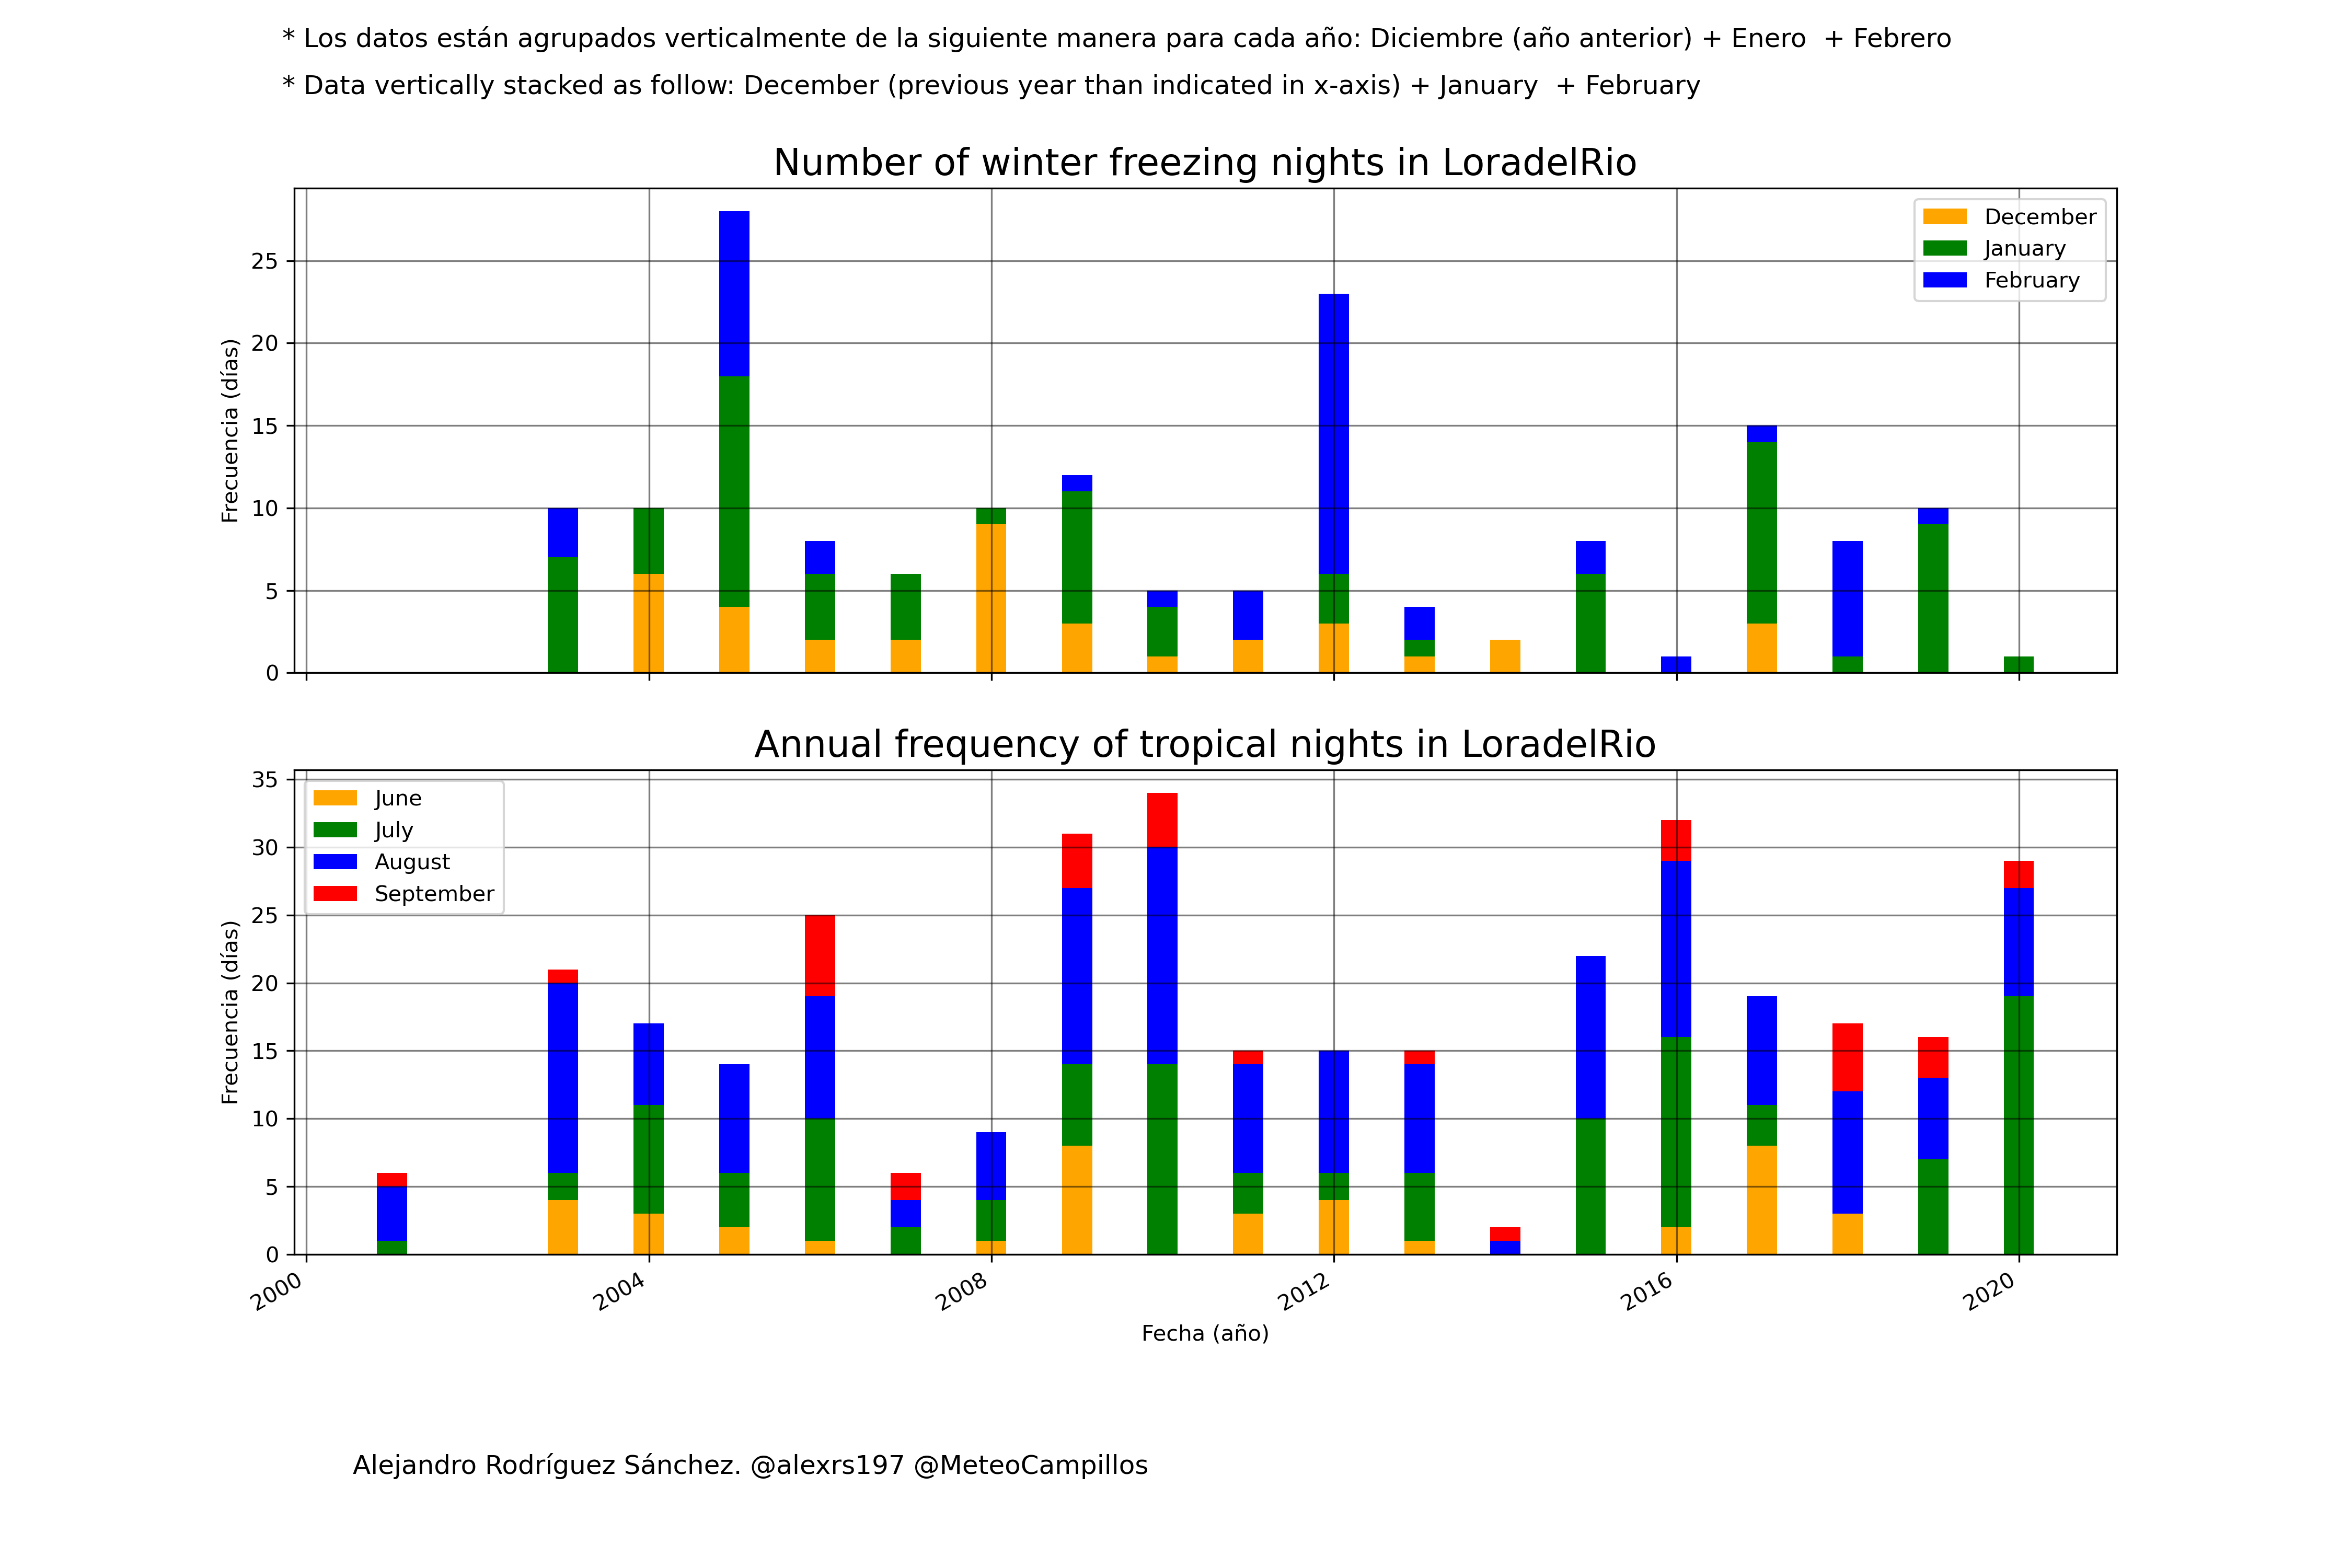 * Los datos están agrupados verticalmente de la siguiente manera para cada año: Diciembre (año anterior) + Enero  + Febrero
* Data vertically stacked as follow: December (previous year than indicated in x-axis) + January  + February
Number of winter freezing nights in LoradelRio
December
January
February
25
20
15
10
5
0
Frecuencia (días)
Annual frequency of tropical nights in LoradelRio
June
July
August
September
35
30
25
20
15
10
5
0
Frecuencia (días)
2000
2004
2008
2012
2016
2020
Fecha (año)
Alejandro Rodríguez Sánchez. @alexrs197 @MeteoCampillos